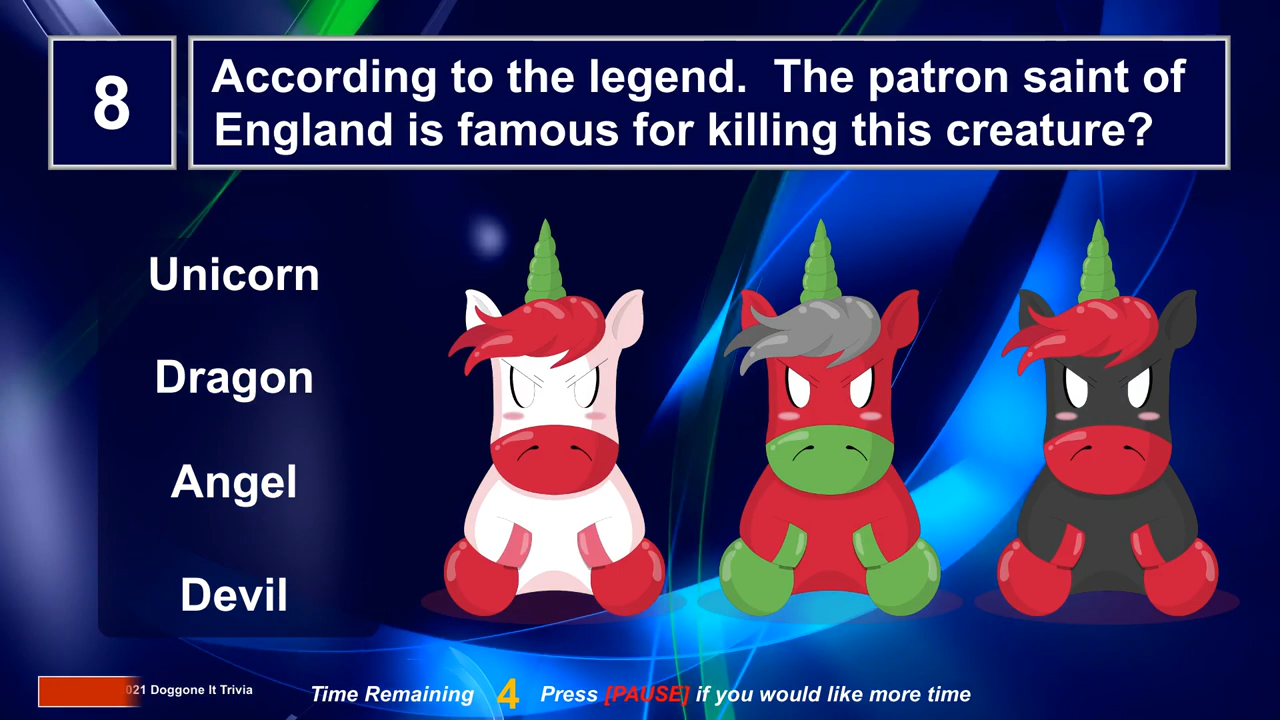 8
According to the legend.  The patron saint of
England is famous for killing this creature?
Unicorn
Dragon
Angel
Devil
021 Doggone It Trivia
Time Remaining 4 Press [PAUSE] if you would like more time